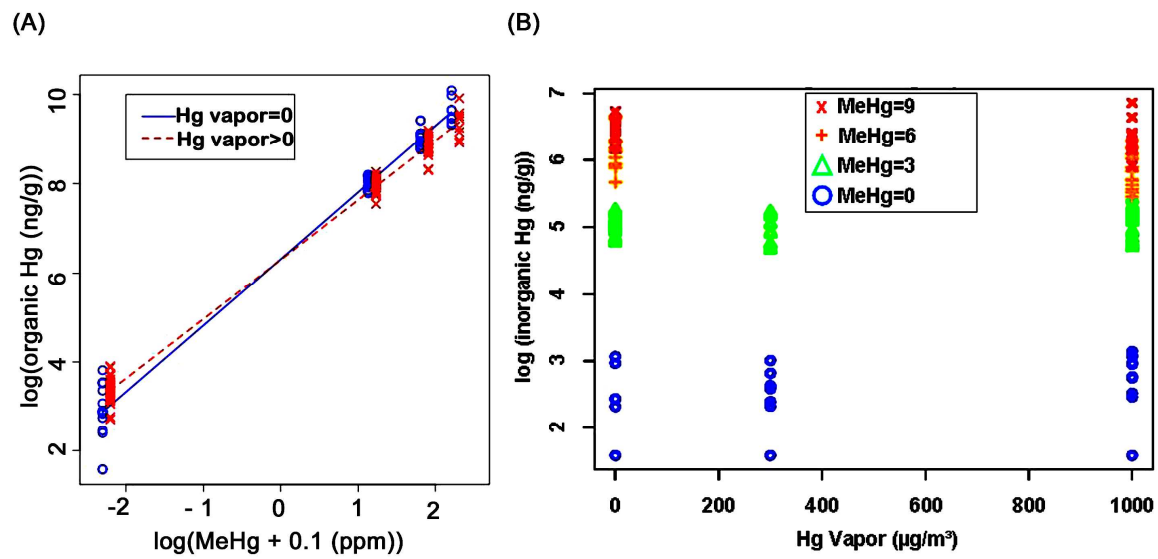 (A)
(B)
log(organic Hg (ng/g))
10
8
6
4
2
Hg vapor=0
Hg vapor>0
-2
- 1
0
1
2
log(MeHg + 0.1 (ppm))
log (inorganic Hg (ng/g))
7
6
5
4
3
2
MeHg=9
MeHg=6
MeHg=3
MeHg=0
0
200
400
600
800
1000
Hg Vapor (µg/m³)